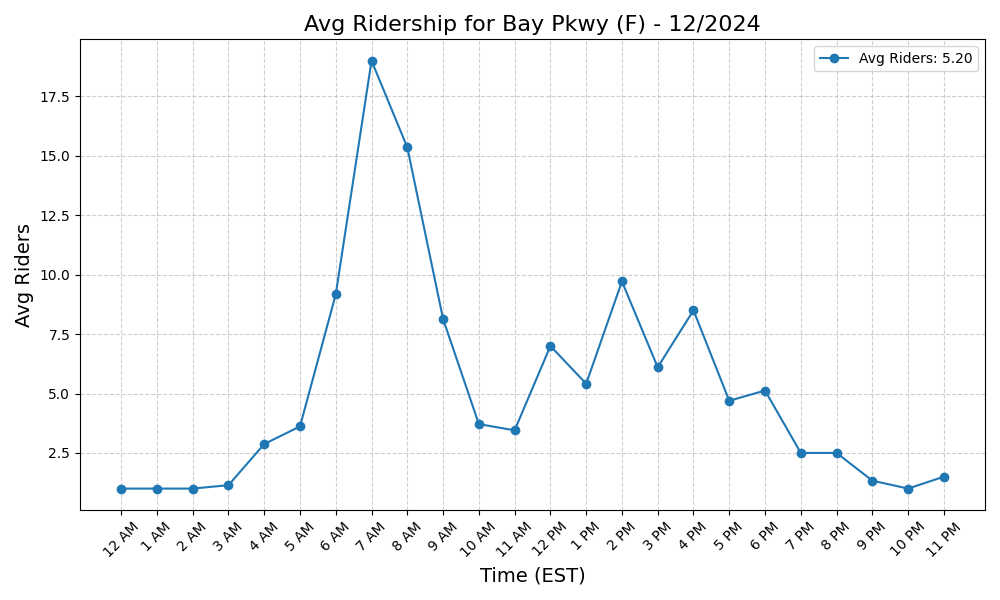 Avg Ridership for Bay Pkwy (F) - 12/2024
Avg Riders: 5.20
Avg Riders
17.5
15.0
12.5
10.0
7.5
5.0
2.5
12 AM
1 AM
2 AM
3 AM
4 AM
5 AM
6 AM
7 AM
8 AM
9 AM
10 AM
11 AM
12 PM
1 PM
2 PM
3 PM
4 PM
5 PM
6 PM
7 PM
8 PM
9 PM
10 PM
11 PM
Time (EST)